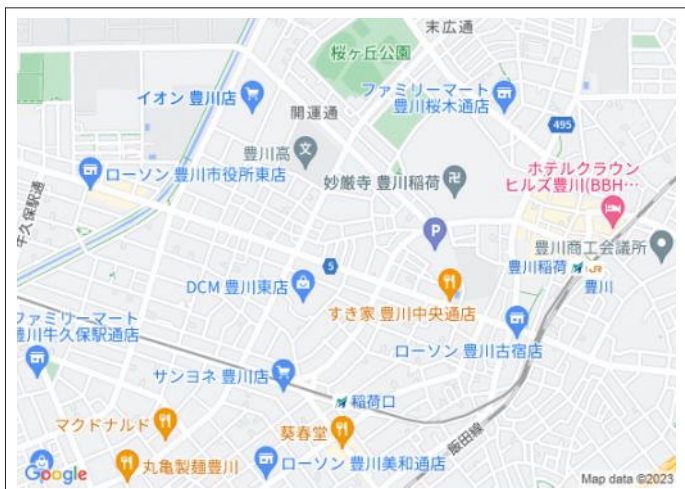 末広通
桜ヶ丘公園
イオン 豊川店
ファミリーマート
豊川桜木通店
開運通
495
豊川高
ホテルクラウン
ヒルズ豊川(BBH…
ローソン 豊川市役所東店
妙厳寺 豊川稲荷
牛久保駅通
P
豊川商工会議所
5
豊川稲荷
JR
豊川
DCM 豊川東店
すき家 豊川中央通店
ファミリーマート
豊川牛久保駅通店
ローソン 豊川古宿店
サンヨネ 豊川店
稲荷口
マクドナルド
葵春堂
飯田線
丸亀製麺豊川
ローソン 豊川美和通店
Google
Map data ©2023